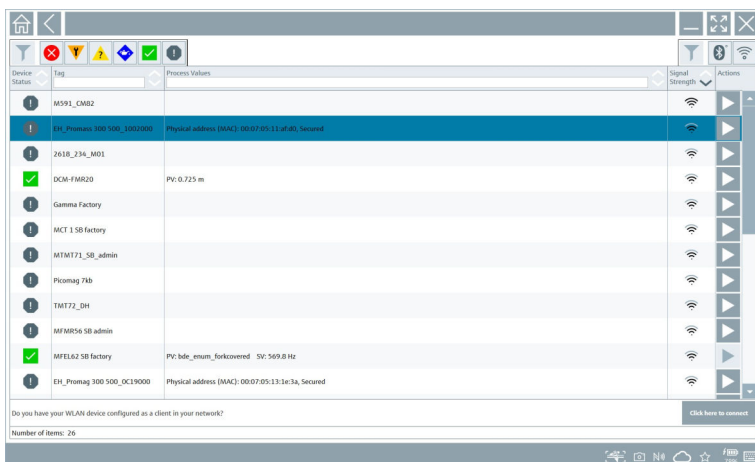 Device Status
Tag
Process Values
Signal Strength
Actions
M591_CM82
EH_Promass 300 500_1002000 Physical address (MAC): 00:07:05:11:af:d0, Secured
2618_234_M01
DCM-FMR20 PV: 0.725 m
Gamma Factory
MCT 1 SB factory
MTMT71_SB_admin
Picomag 7kb
TMT72_DH
MFMR56 SB admin
MFEL62 SB factory PV: bde_enum_forkcovered SV: 569.8 Hz
EH_Promag 300 500_0C19000 Physical address (MAC): 00:07:05:13:1e:3a, Secured
Do you have your WLAN device configured as a client in your network? Click here to connect
Number of items: 26